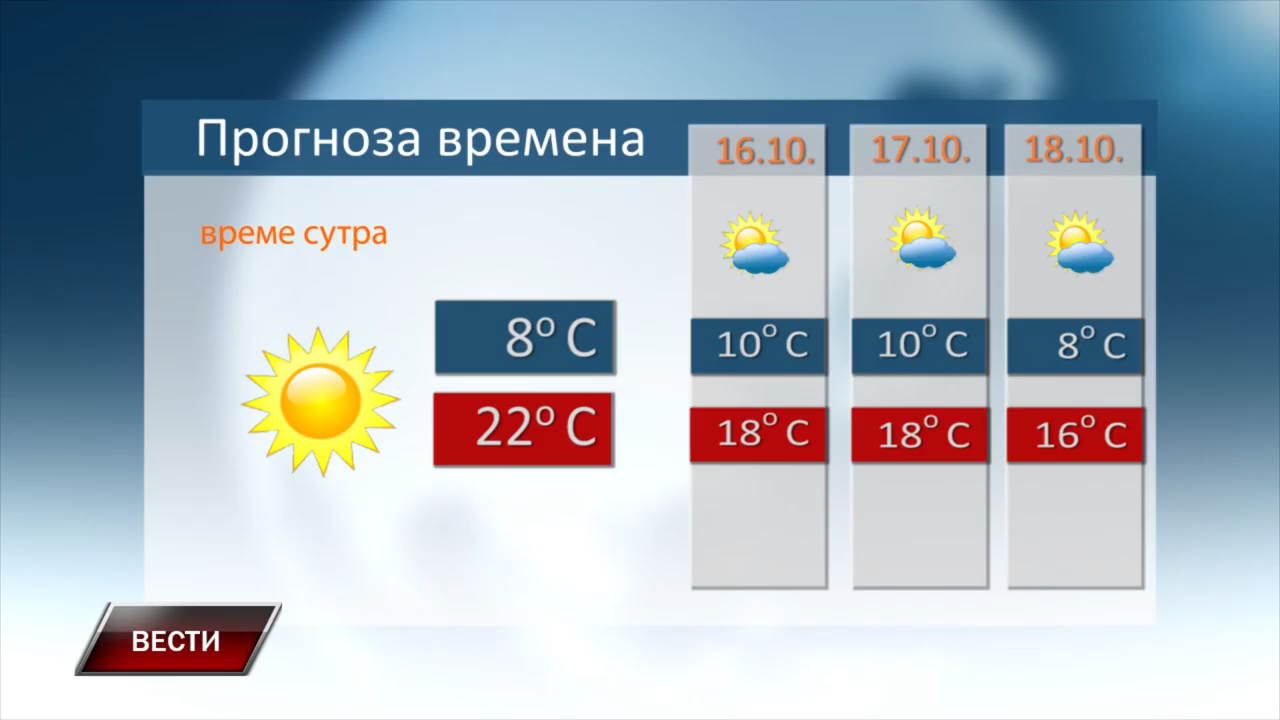 Прогноза времена
време сутра
8° C
22° C
16.10.
10° C
18° C
17.10.
10° C
18° C
18.10.
8° C
16° C
ВЕСТИ